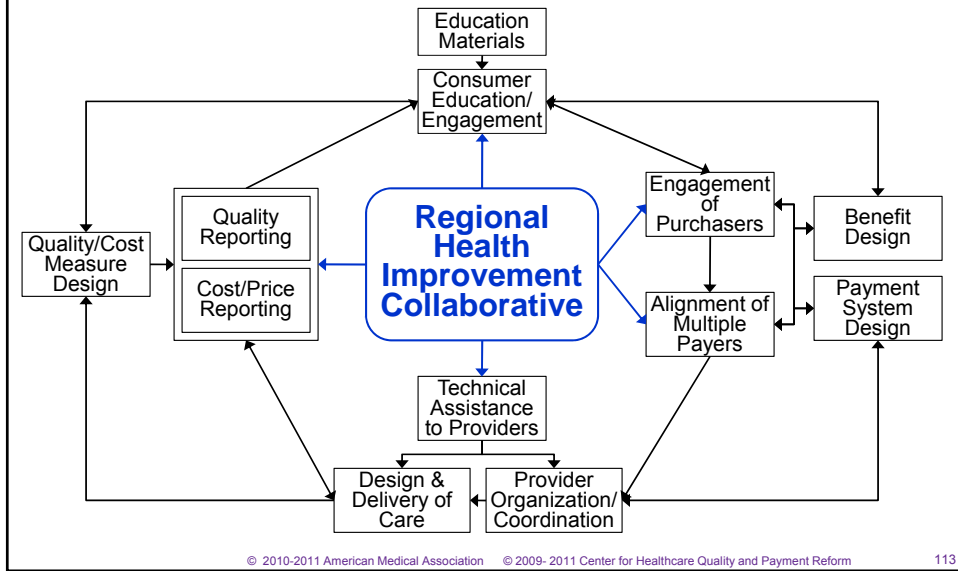 Education
Materials
Consumer
Education/
Engagement
Quality
Reporting
Cost/Price
Reporting
Quality/Cost
Measure
Design
Regional
Health
Improvement
Collaborative
Engagement
of
Purchasers
Alignment of
Multiple
Payers
Benefit
Design
Payment
System
Design
Technical
Assistance
to Providers
Design &
Delivery of
Care
Provider
Organization/
Coordination
© 2010-2011 American Medical Association © 2009- 2011 Center for Healthcare Quality and Payment Reform 113